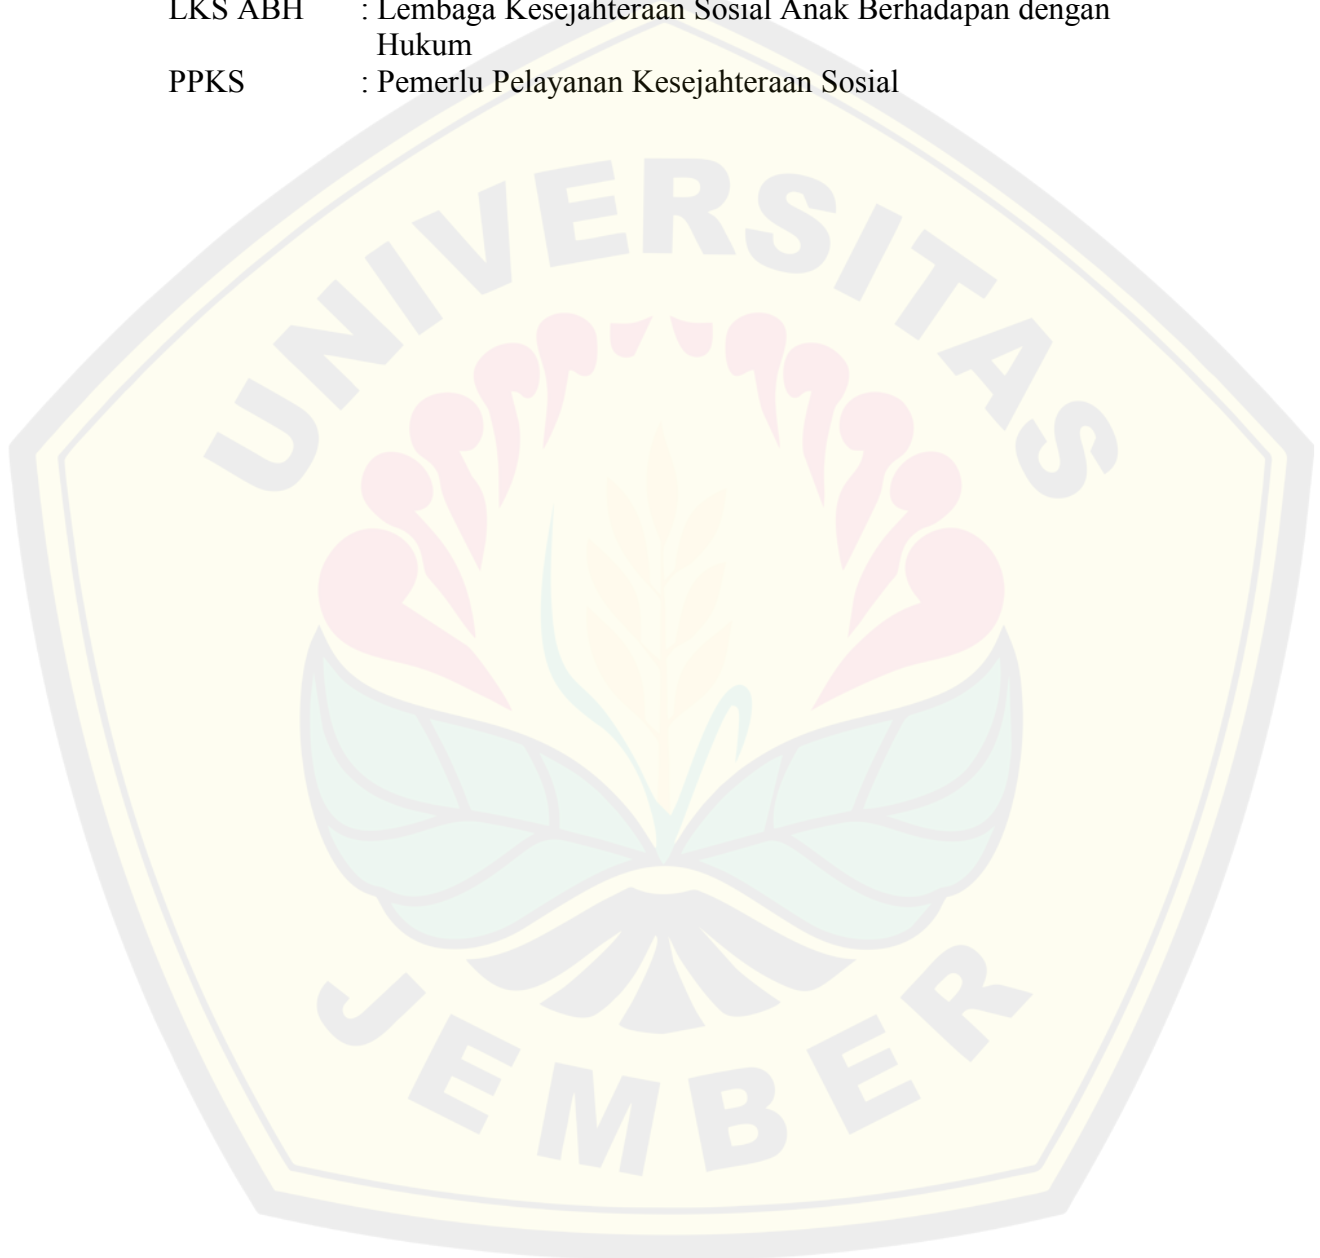 LKS ABH : Lembaga Kesejahteraan Sosial Anak Berhadapan dengan
Hukum
PPKS : Pemerlu Pelayanan Kesejahteraan Sosial
UNIVERSITAS
JEMBER